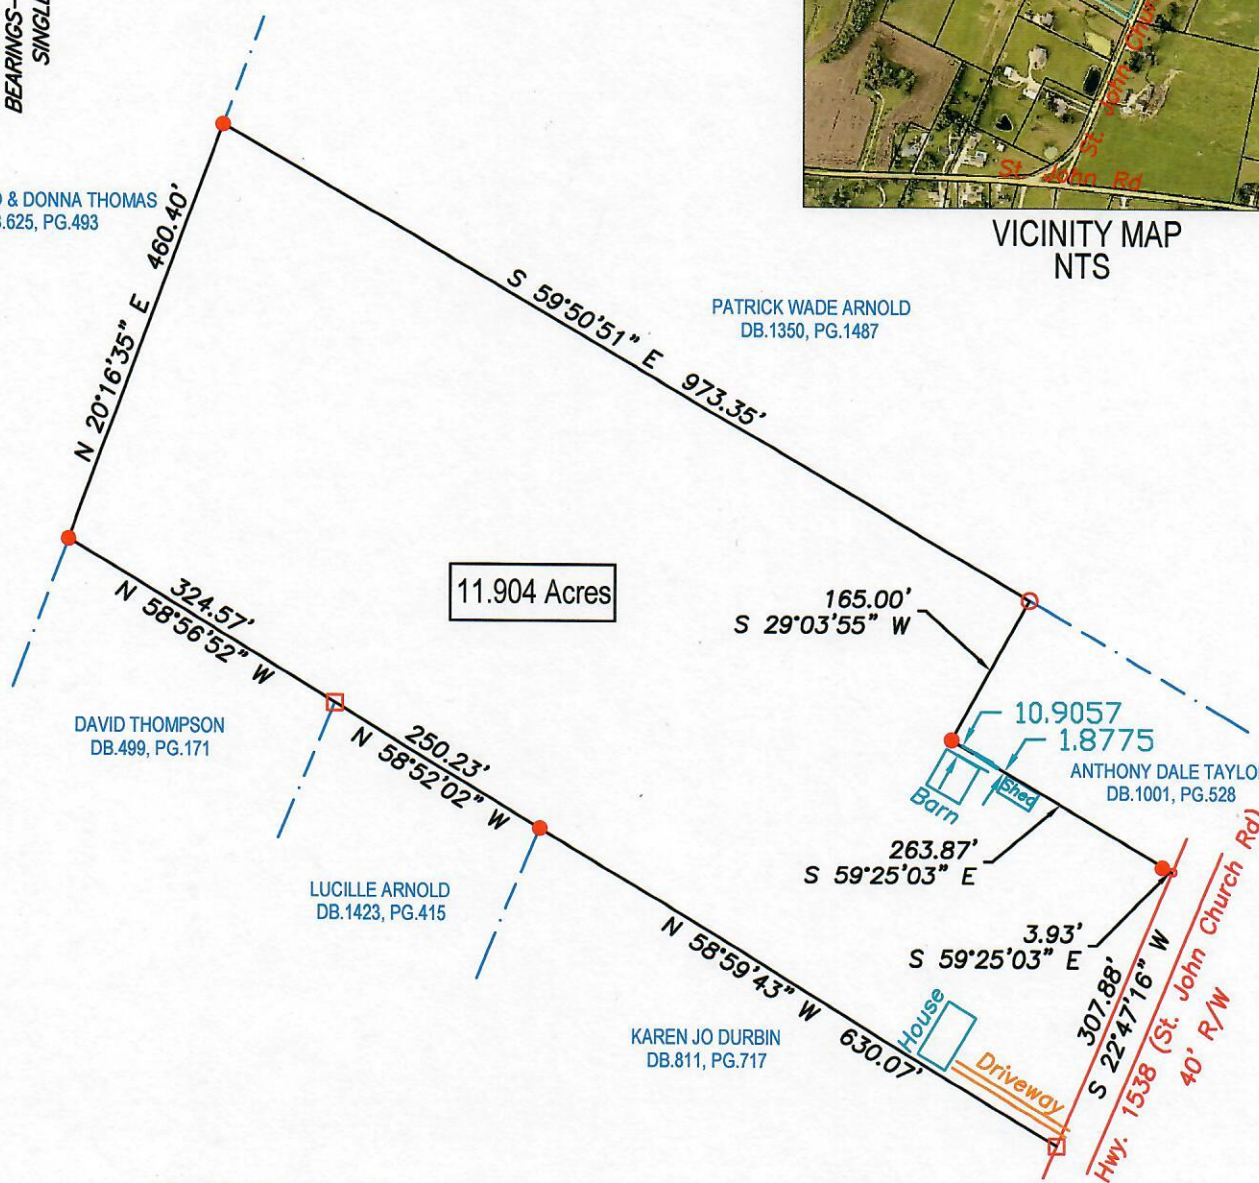 BEARINGS-
SINGLE
St. John Church
St. John Rd
VICINITY MAP
NTS
& DONNA THOMAS
.625, PG.493
N 20°16'35" E 460.40'
S 59°50'51" E 973.35'
PATRICK WADE ARNOLD
DB.1350, PG.1487
11.904 Acres
165.00'
S 29°03'55" W
324.57'
N 58°56'52" W
DAVID THOMPSON
DB.499, PG.171
250.23'
N 58°52'02" W
10.9057
1.8775
ANTHONY DALE TAYLO
DB.1001, PG.528
Barn
Shed
263.87'
S 59°25'03" E
LUCILLE ARNOLD
DB.1423, PG.415
3.93'
S 59°25'03" E
N 58°59'43" W 630.07'
KAREN JO DURBIN
DB.811, PG.717
House
Driveway
307.88'
S 22°47'16" W
Hwy. 1538 (St. John Church Rd)
40' R/W